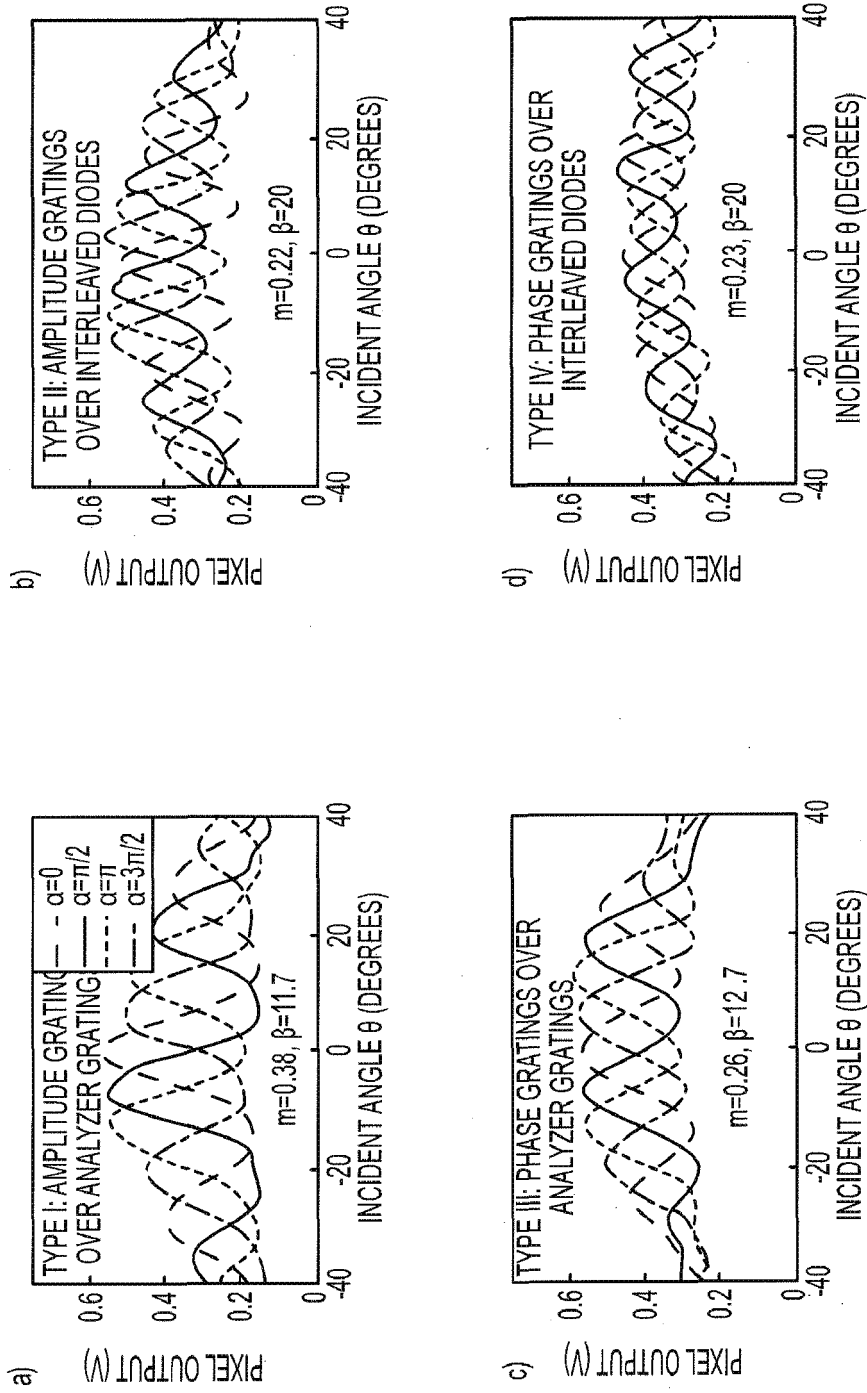 a)
TYPE I: AMPLITUDE GRATING
OVER ANALYZER GRATING
α=0
α=π/2
α=π
α=3π/2
m=0.38, β=11.7
0.6
0.4
0.2
0
-40
-20
0
20
40
PIXEL OUTPUT (V)
INCIDENT ANGLE θ (DEGREES)
b)
TYPE II: AMPLITUDE GRATINGS
OVER INTERLEAVED DIODES
m=0.22, β=20
0.6
0.4
0.2
0
-40
-20
0
20
40
PIXEL OUTPUT (V)
INCIDENT ANGLE θ (DEGREES)
c)
TYPE III: PHASE GRATINGS OVER
ANALYZER GRATINGS
m=0.26, β=12.7
0.6
0.4
0.2
0
-40
-20
0
20
40
PIXEL OUTPUT (V)
INCIDENT ANGLE θ (DEGREES)
d)
TYPE IV: PHASE GRATINGS OVER
INTERLEAVED DIODES
m=0.23, β=20
0.6
0.4
0.2
0
-40
-20
0
20
40
PIXEL OUTPUT (V)
INCIDENT ANGLE θ (DEGREES)